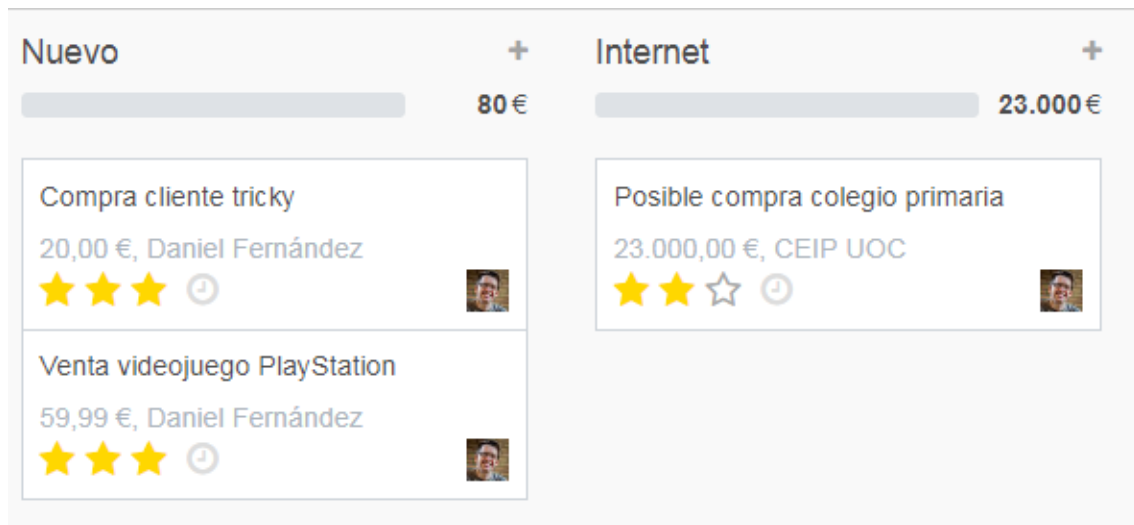 Nuevo +
80 €
Compra cliente tricky
20,00 €, Daniel Fernández
Venta videojuego PlayStation
59,99 €, Daniel Fernández
Internet +
23.000 €
Posible compra colegio primaria
23.000,00 €, CEIP UOC